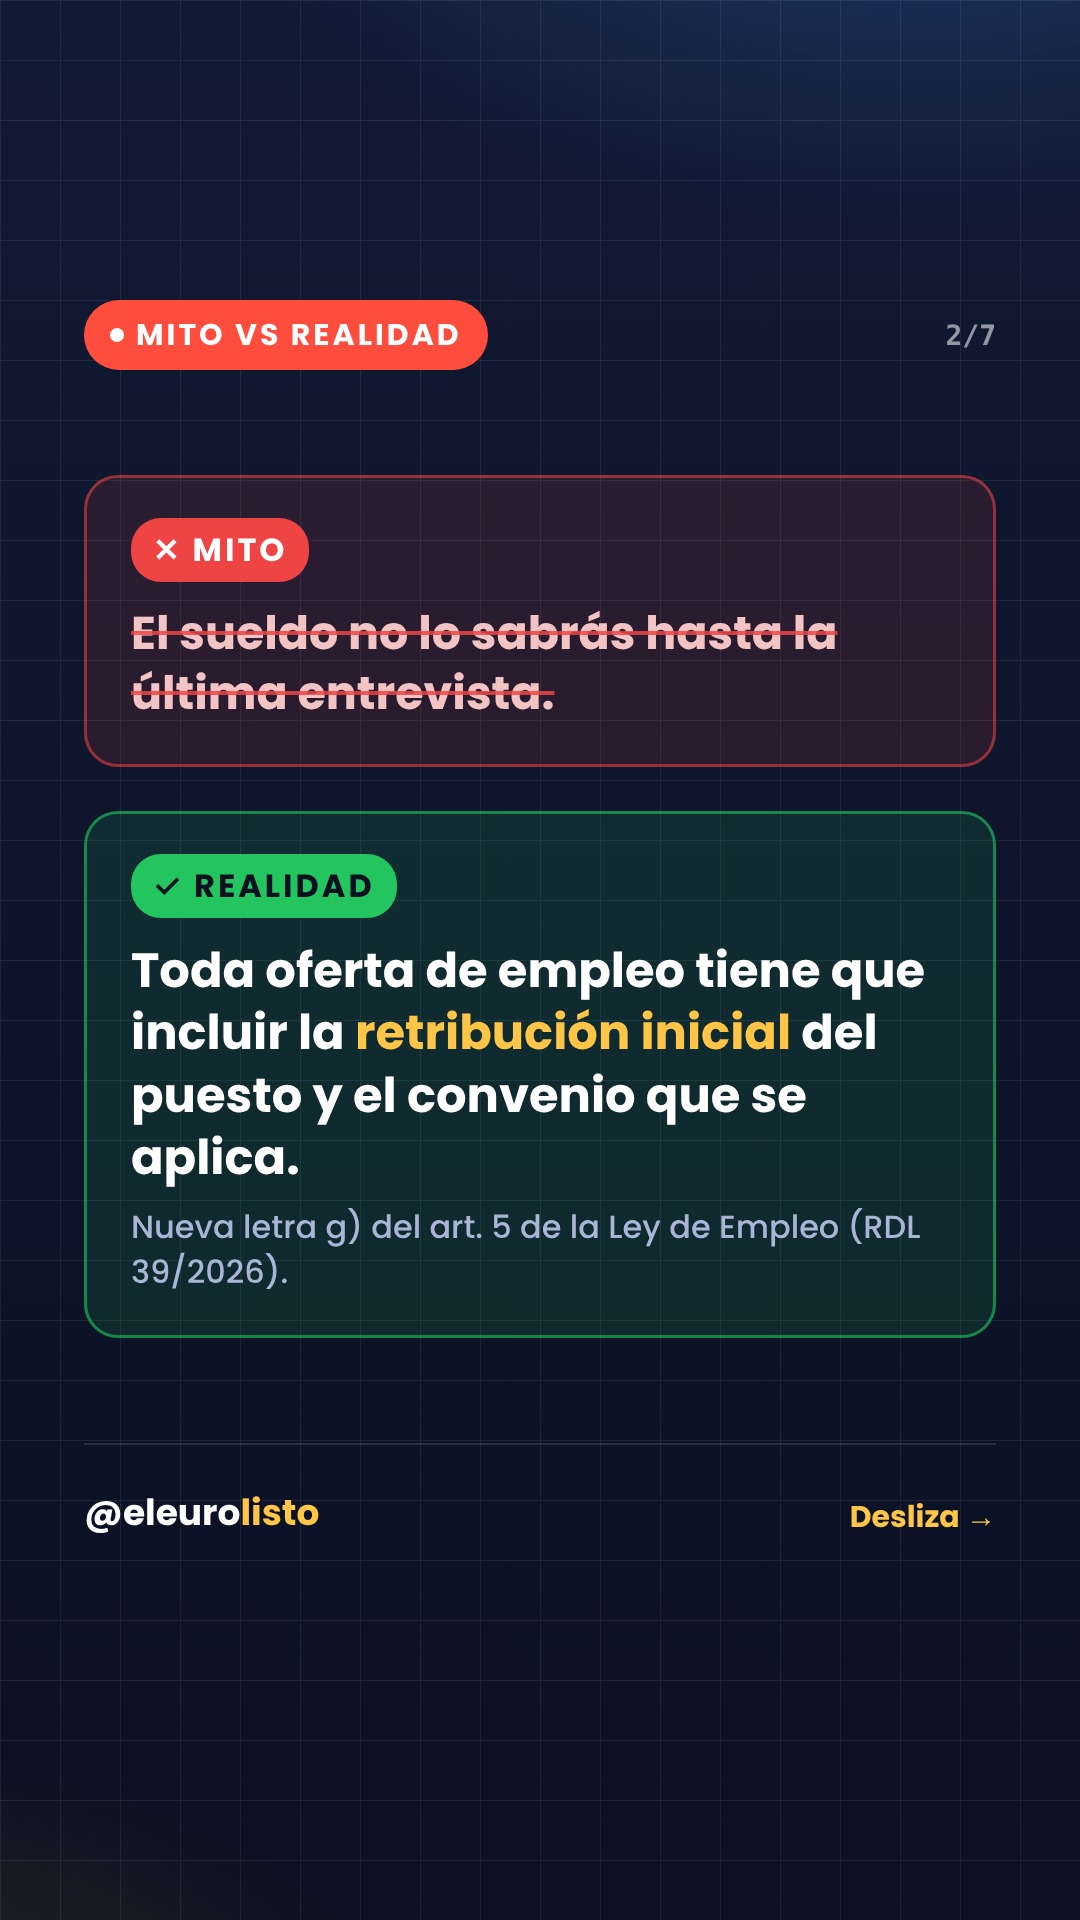 ● MITO VS REALIDAD
2/7
✕ MITO
El sueldo no lo sabrás hasta la
última entrevista.
✓ REALIDAD
Toda oferta de empleo tiene que
incluir la retribución inicial del
puesto y el convenio que se
aplica.
Nueva letra g) del art. 5 de la Ley de Empleo (RDL
39/2026).
@eleurolisto
Desliza →